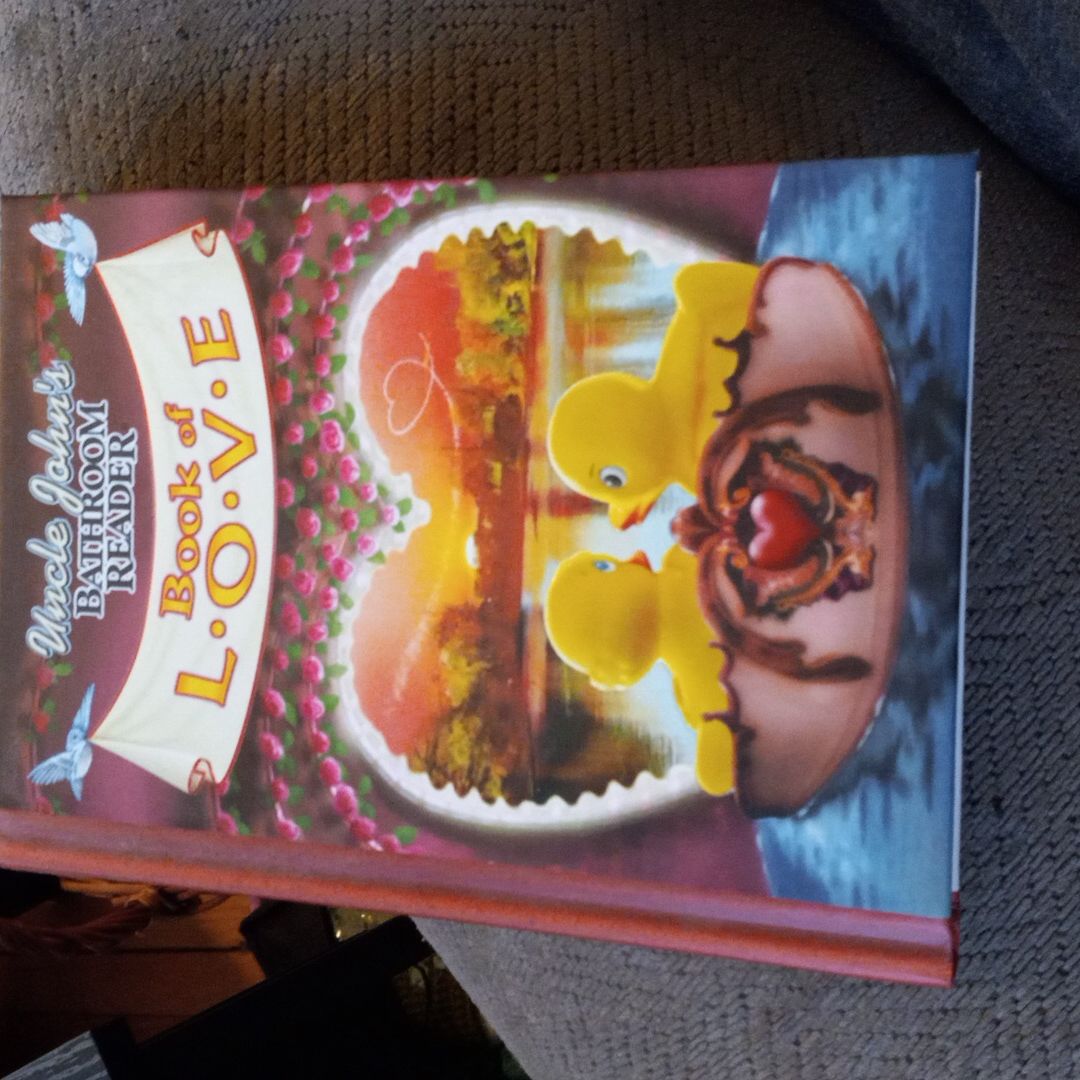 Uncle John's
BATHROOM
READER
Book of
L•O•V•E